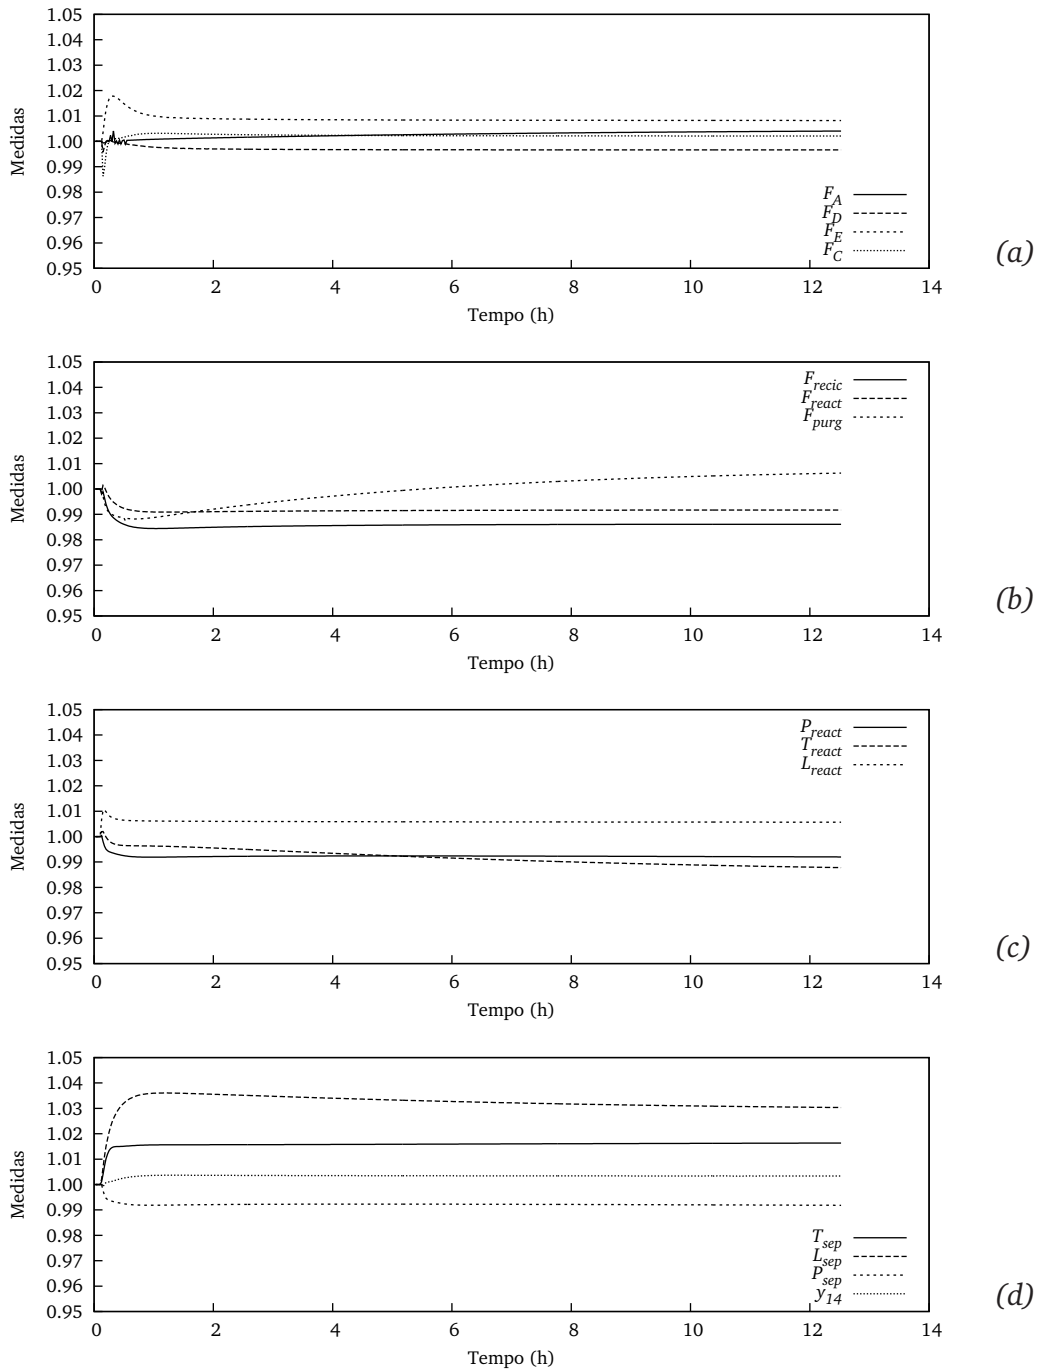 1.05
1.04
1.03
1.02
1.01
1.00
0.99
0.98
0.97
0.96
0.95
Medidas
F_A
F_D
F_E
F_C
(a)
0 2 4 6 8 10 12 14
Tempo (h)
1.05
1.04
1.03
1.02
1.01
1.00
0.99
0.98
0.97
0.96
0.95
Medidas
F_recic
F_react
F_purg
(b)
0 2 4 6 8 10 12 14
Tempo (h)
1.05
1.04
1.03
1.02
1.01
1.00
0.99
0.98
0.97
0.96
0.95
Medidas
P_react
T_react
L_react
(c)
0 2 4 6 8 10 12 14
Tempo (h)
1.05
1.04
1.03
1.02
1.01
1.00
0.99
0.98
0.97
0.96
0.95
Medidas
T_sep
L_sep
P_sep
y_14
(d)
0 2 4 6 8 10 12 14
Tempo (h)